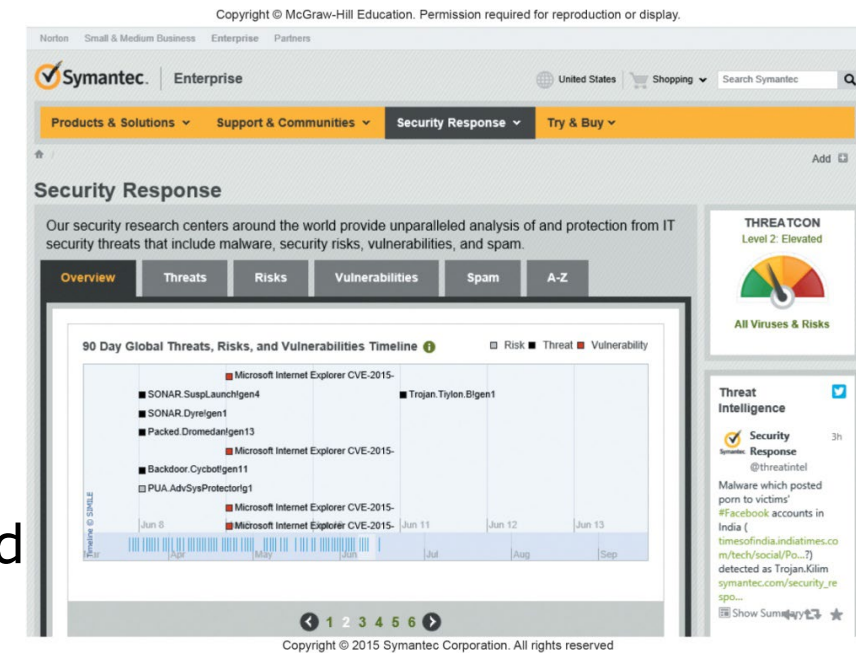 Copyright © McGraw-Hill Education. Permission required for reproduction or display.
Norton Small & Medium Business Enterprise Partners
Symantec. Enterprise
United States Shopping Search Symantec
Products & Solutions Support & Communities Security Response Try & Buy
/
Add
Security Response
Our security research centers around the world provide unparalleled analysis of and protection from IT
security threats that include malware, security risks, vulnerabilities, and spam.
Overview Threats Risks Vulnerabilities Spam A-Z
90 Day Global Threats, Risks, and Vulnerabilities Timeline Risk Threat Vulnerability
Microsoft Internet Explorer CVE-2015-
SONAR.SuspLaunch!gen4 Trojan.Tiylon.B!gen1
SONAR.Dyre!gen1
Packed.Dromedan!gen13
Microsoft Internet Explorer CVE-2015-
Backdoor.Cycbot!gen11
PUA.AdvSysProtector!g1
Microsoft Internet Explorer CVE-2015-
Jun 8 Microsoft Internet Explorer CVE-2015- Jun 11 Jun 12 Jun 13
Timeline © SIMILE
Mar Apr May Jun Jul Aug Sep
1 2 3 4 5 6
THREATCON
Level 2: Elevated
All Viruses & Risks
Threat
Intelligence
Security 3h
Symantec. Response
@threatintel
Malware which posted
porn to victims'
#Facebook accounts in
India (
timesofindia.indiatimes.co
m/tech/social/Po...?)
detected as Trojan.Kilim
symantec.com/security_re
spo...
Show Summary
d
Copyright © 2015 Symantec Corporation. All rights reserved